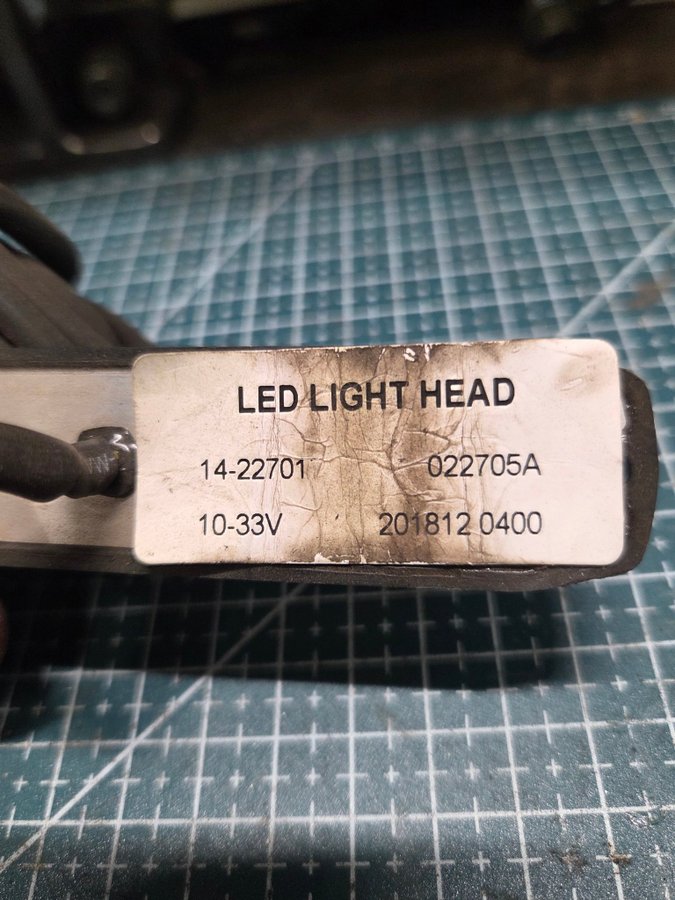 LED LIGHT HEAD
14-22701 022705A
10-33V 201812 0400